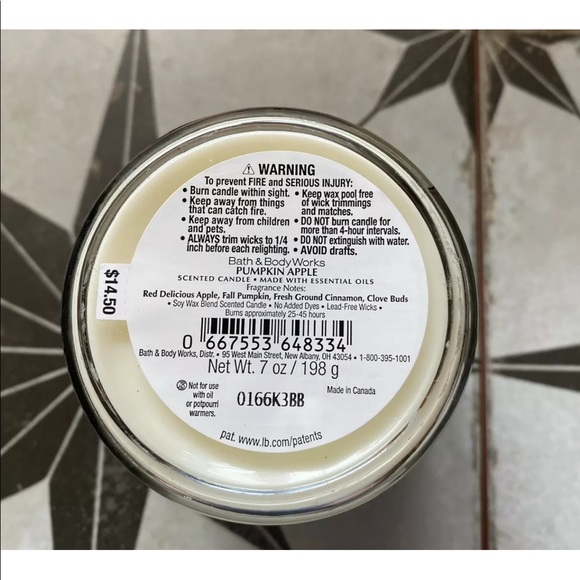 ⚠ WARNING
To prevent FIRE and SERIOUS INJURY:
• Burn candle within sight.
• Keep away from things
that can catch fire.
• Keep away from children
and pets.
• ALWAYS trim wicks to 1/4
inch before each relighting.
• Keep wax pool free
of wick trimmings
and matches.
• DO NOT burn candle for
more than 4-hour intervals.
• DO NOT extinguish with water.
• AVOID drafts.
Bath & Body Works
PUMPKIN APPLE
SCENTED CANDLE • MADE WITH ESSENTIAL OILS
Fragrance Notes:
Red Delicious Apple, Fall Pumpkin, Fresh Ground Cinnamon, Clove Buds
• Soy Wax Blend Scented Candle • No Added Dyes • Lead-Free Wicks •
Burns approximately 25-45 hours
0 667553 648334
Bath & Body Works, Distr. • 95 West Main Street, New Albany, OH 43054 • 1-800-395-1001
Net Wt. 7 oz / 198 g
Not for use
with oil
or potpourri
warmers.
0166K3BB
Made in Canada
pat. www.lb.com/patents
$14.50